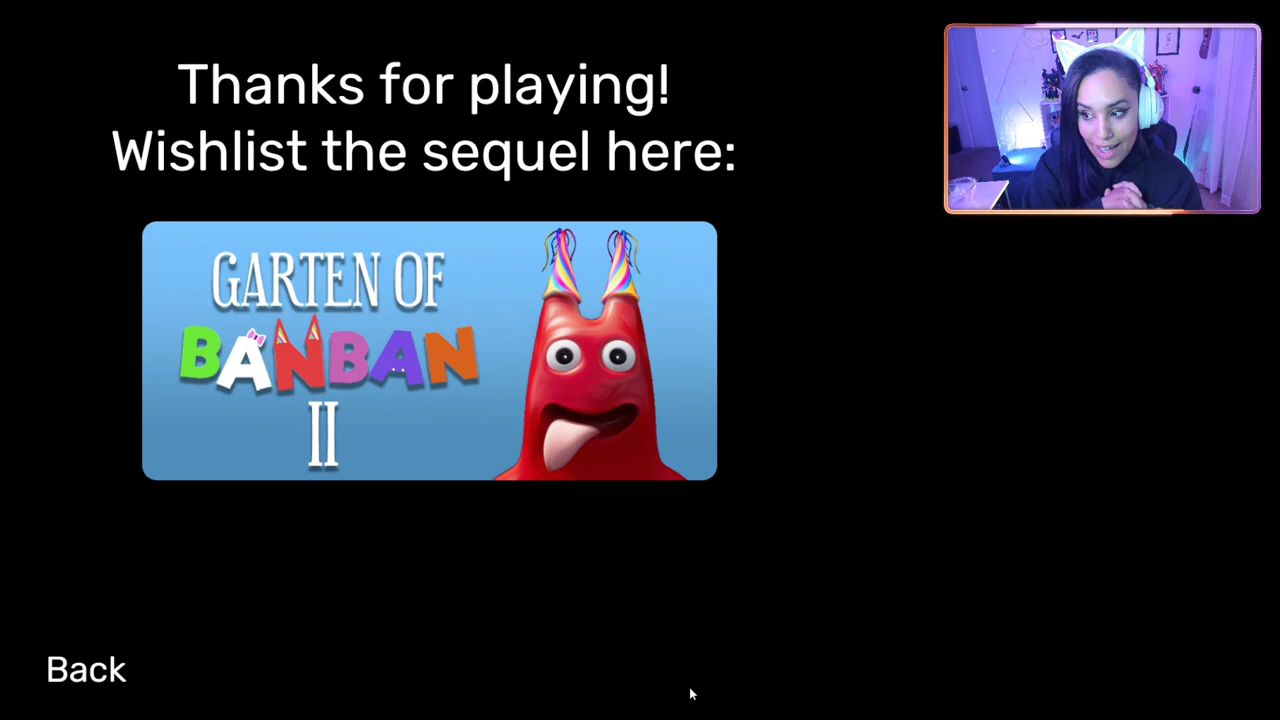 Thanks for playing!
Wishlist the sequel here:
GARTEN OF
BANBAN
II
Back